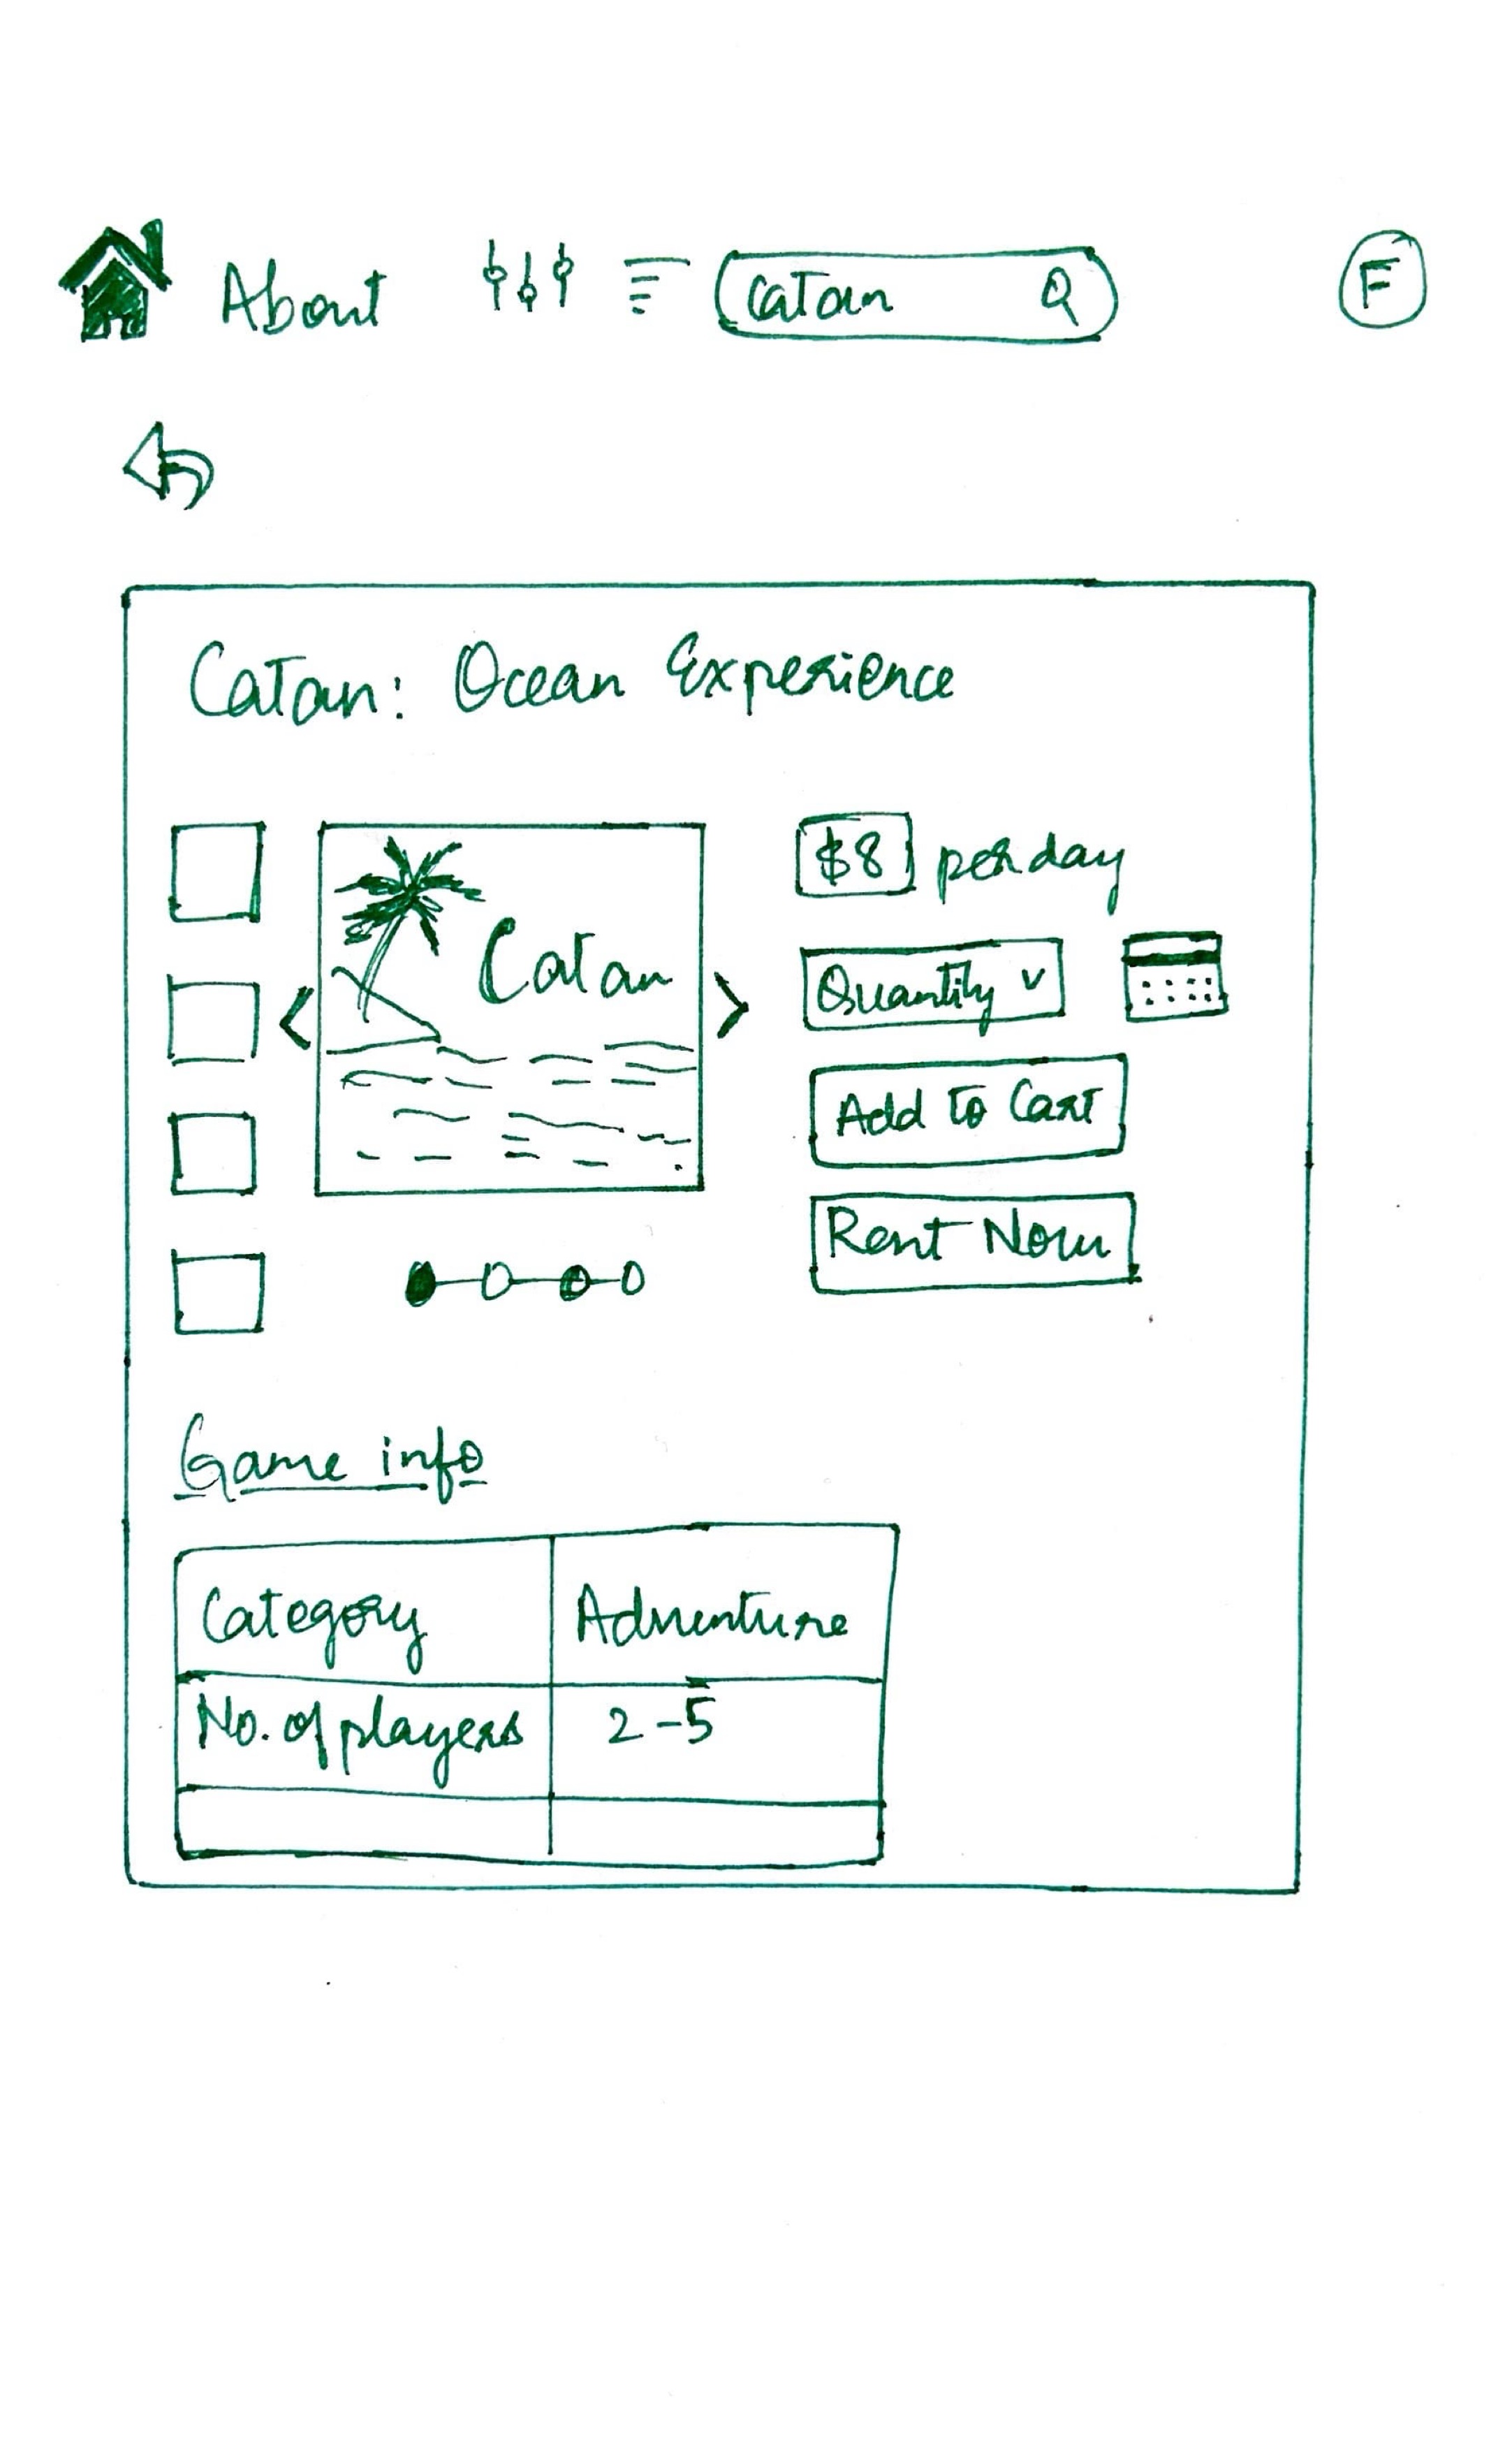 About
Catan
F
Catan: Ocean Experience
$8 per day
Catan
Quantity
Add to Cart
Rent Now
Game info
Category Adventure
No. of players 2-5